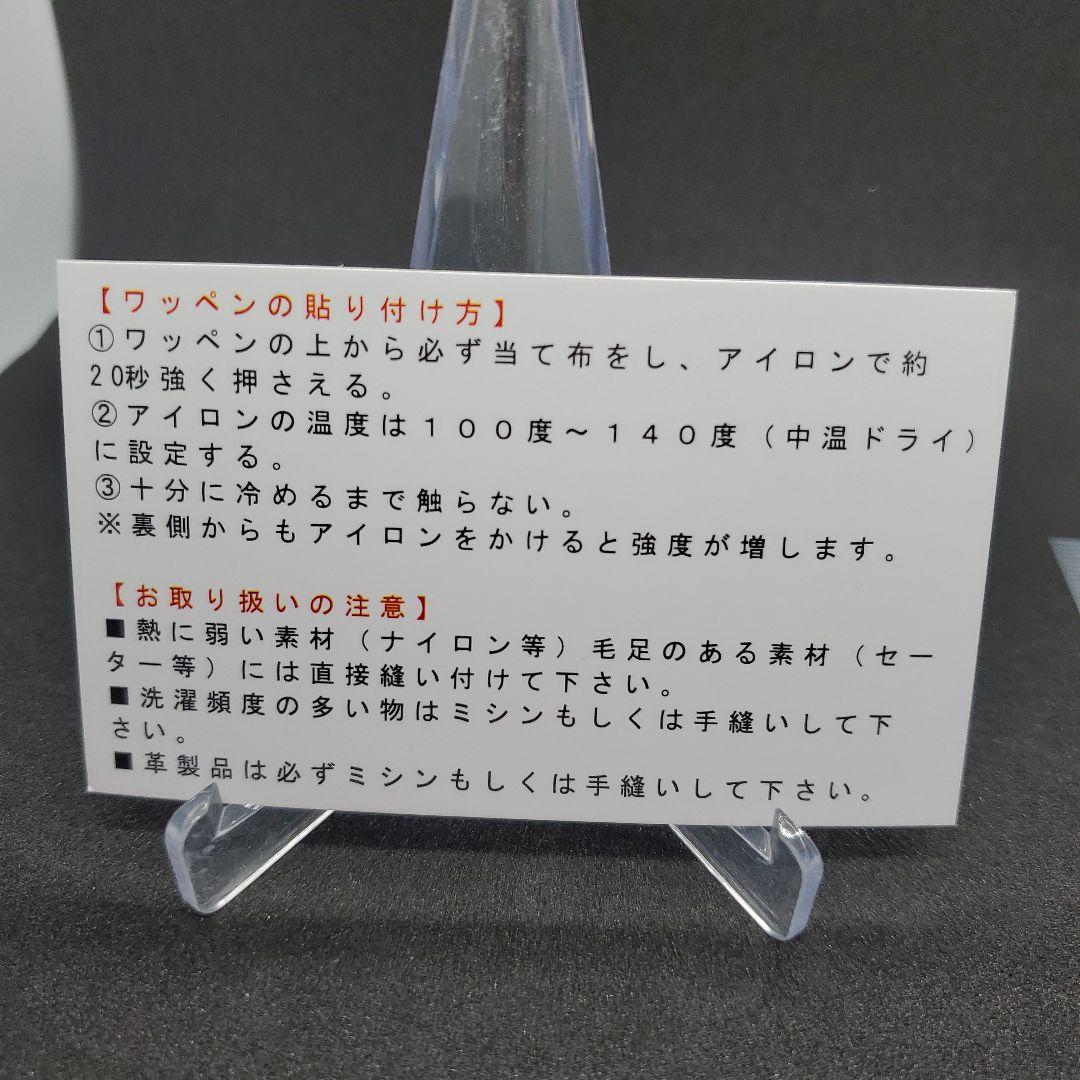 【ワッペンの貼り付け方】
①ワッペンの上から必ず当て布をし、アイロンで約
20秒強く押さえる。
②アイロンの温度は１００度～１４０度（中温ドライ）
に設定する。
③十分に冷めるまで触らない。
※裏側からもアイロンをかけると強度が増します。
【お取り扱いの注意】
■熱に弱い素材（ナイロン等）毛足のある素材（セー
ター等）には直接縫い付けて下さい。
■洗濯頻度の多い物はミシンもしくは手縫いして下
さい。
■革製品は必ずミシンもしくは手縫いして下さい。